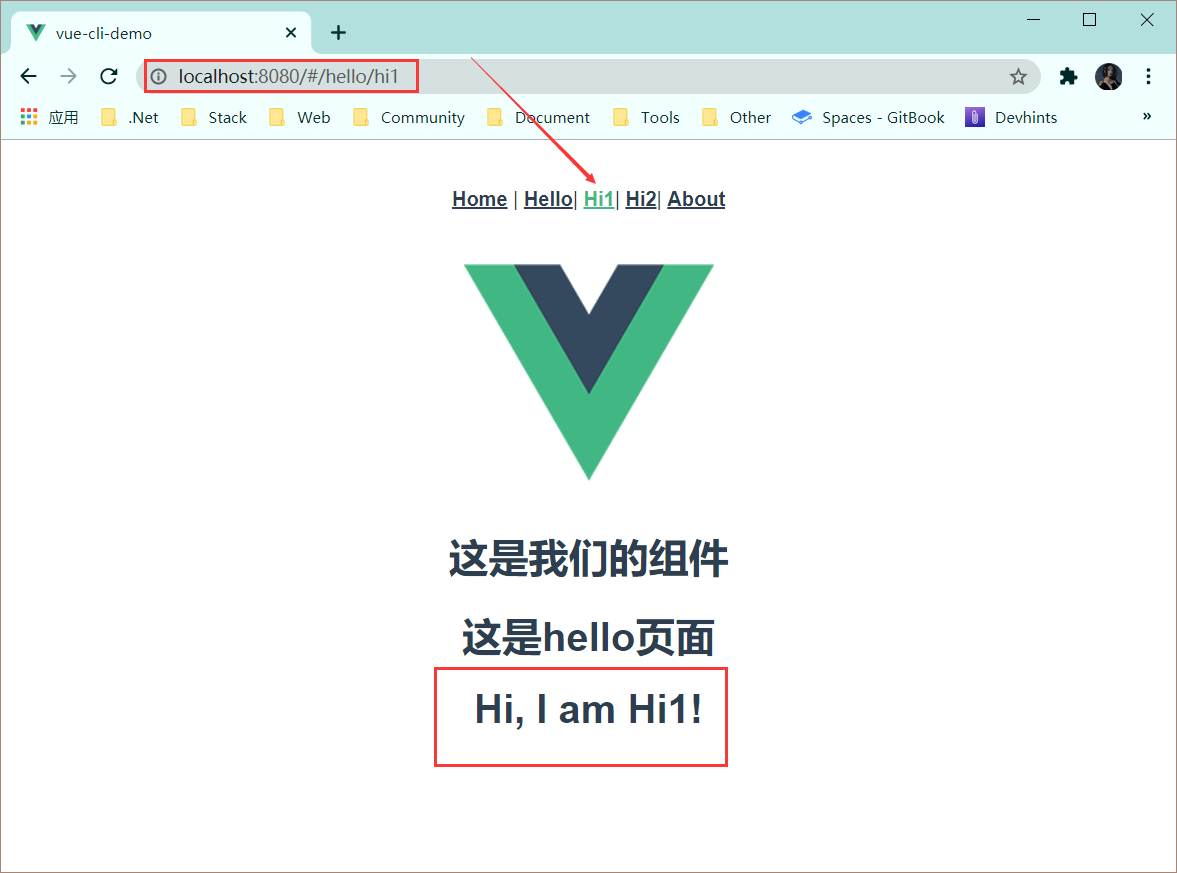 vue-cli-demo
localhost:8080/#/hello/hi1
应用 .Net Stack Web Community Document Tools Other Spaces - GitBook Devhints »
Home | Hello| Hi1| Hi2| About
这是我们的组件
这是hello页面
Hi, I am Hi1!